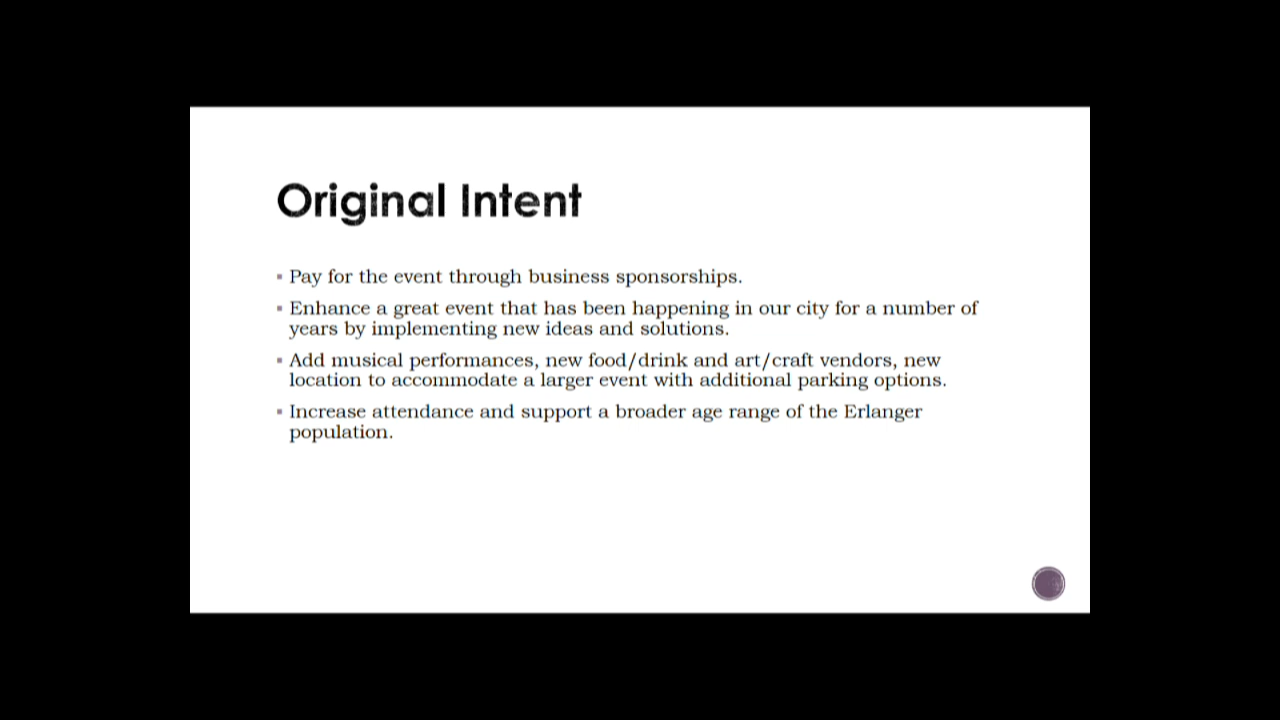 Original Intent
Pay for the event through business sponsorships.
Enhance a great event that has been happening in our city for a number of
years by implementing new ideas and solutions.
Add musical performances, new food/drink and art/craft vendors, new
location to accommodate a larger event with additional parking options.
Increase attendance and support a broader age range of the Erlanger
population.